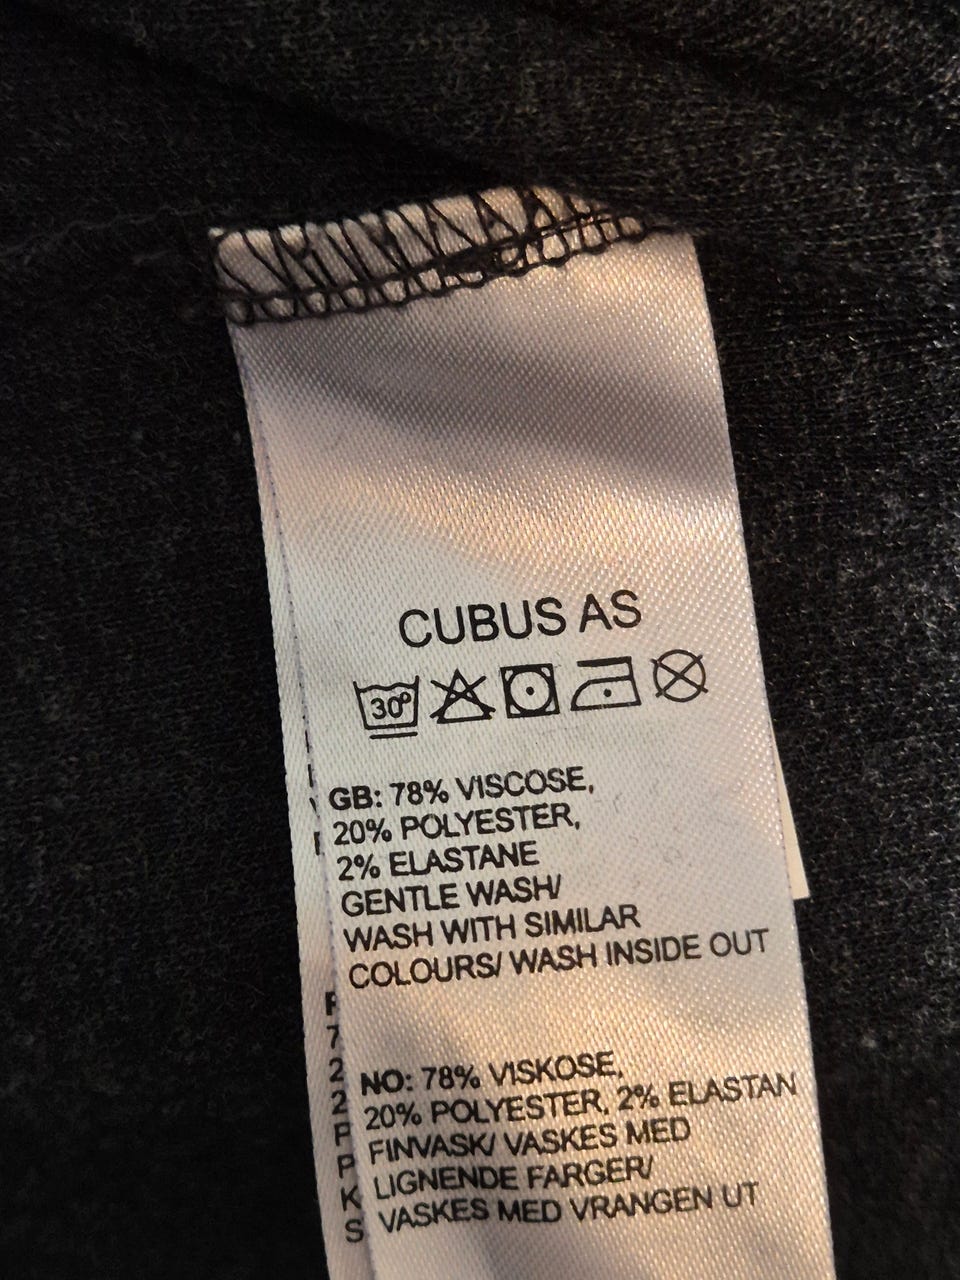 CUBUS AS
30°
GB: 78% VISCOSE,
20% POLYESTER,
2% ELASTANE
GENTLE WASH/
WASH WITH SIMILAR
COLOURS/ WASH INSIDE OUT
NO: 78% VISKOSE,
20% POLYESTER, 2% ELASTAN
FINVASK/ VASKES MED
LIGNENDE FARGER/
VASKES MED VRANGEN UT